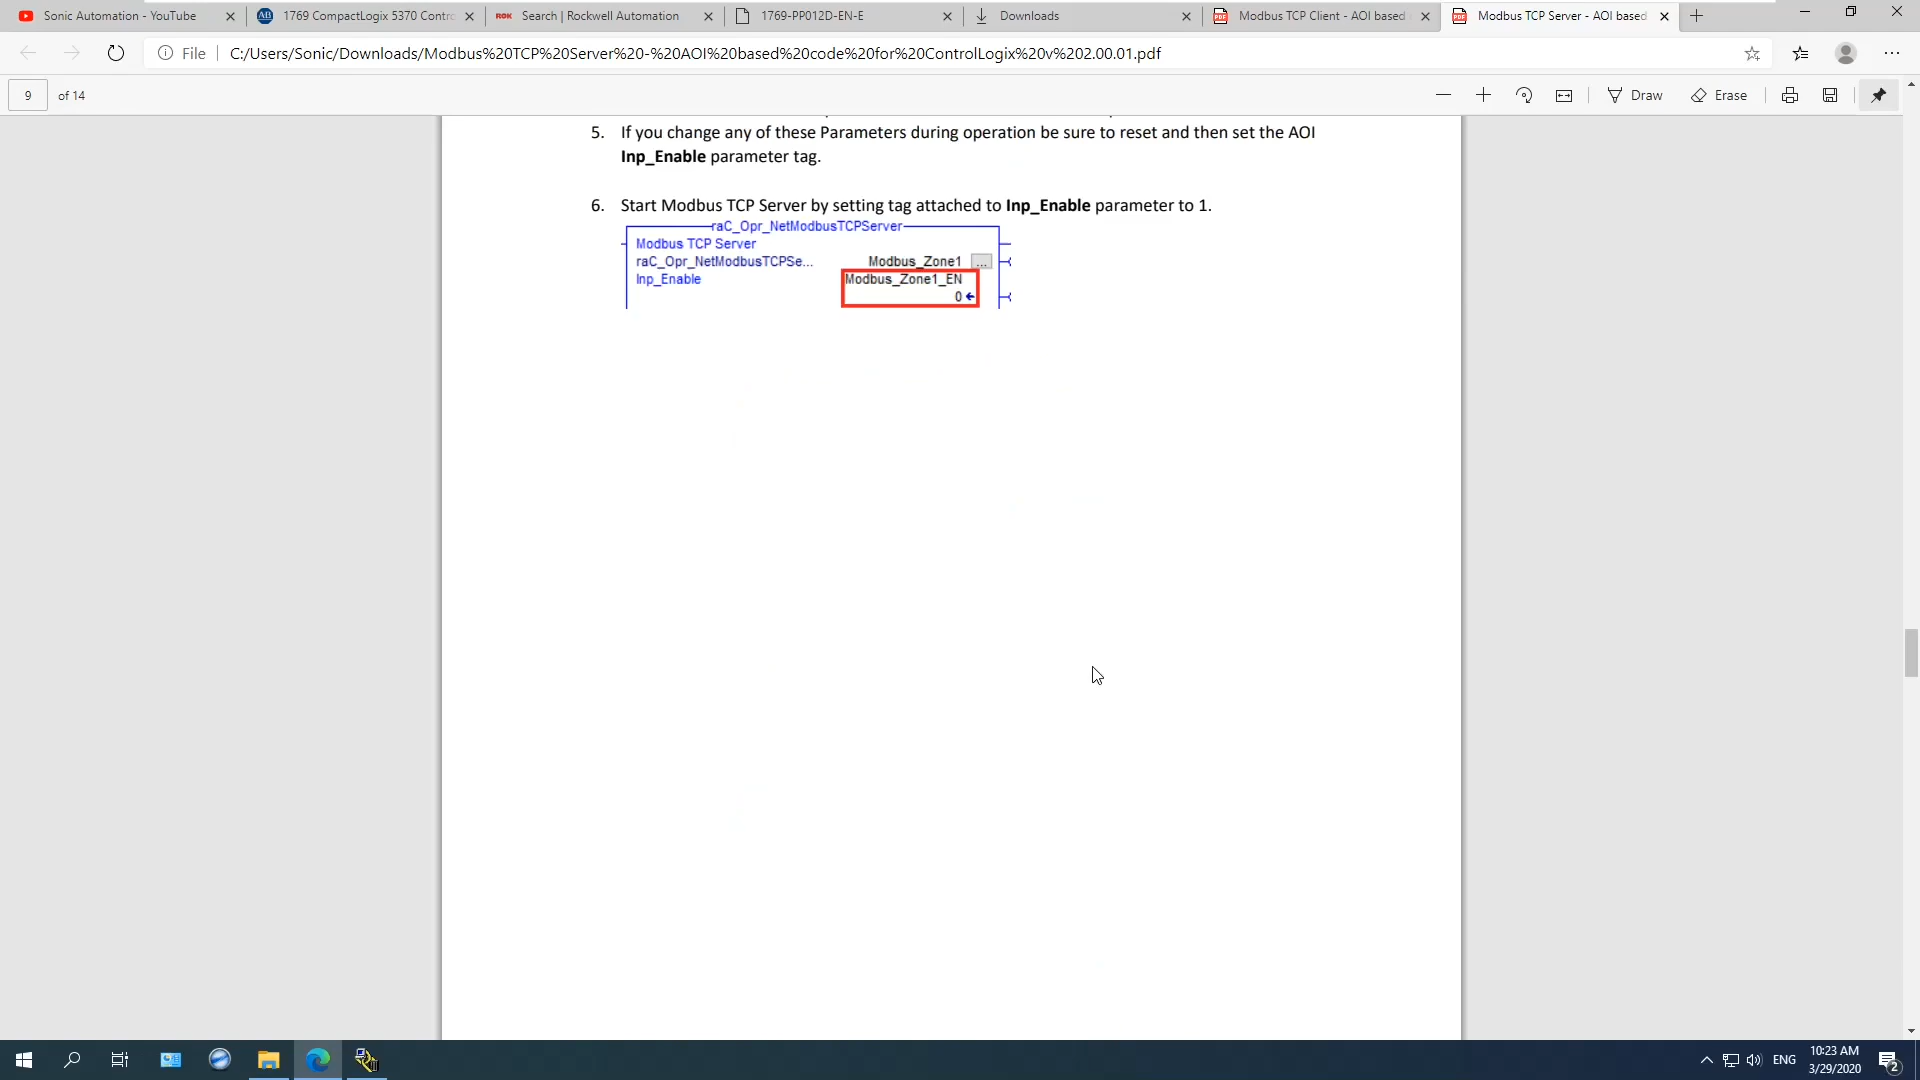 Sonic Automation - YouTube
1769 CompactLogix 5370 Contro
Search | Rockwell Automation
1769-PP012D-EN-E
Downloads
Modbus TCP Client - AOI based
Modbus TCP Server - AOI based
File
C:/Users/Sonic/Downloads/Modbus%20TCP%20Server%20-%20AOI%20based%20code%20for%20ControlLogix%20v%202.00.01.pdf
9 of 14
Draw
Erase
5. If you change any of these Parameters during operation be sure to reset and then set the AOI
Inp_Enable parameter tag.
6. Start Modbus TCP Server by setting tag attached to Inp_Enable parameter to 1.
raC_Opr_NetModbusTCPServer
Modbus TCP Server
raC_Opr_NetModbusTCPSe... Modbus_Zone1 ...
Inp_Enable Modbus_Zone1_EN
0
ENG
10:23 AM
3/29/2020
2